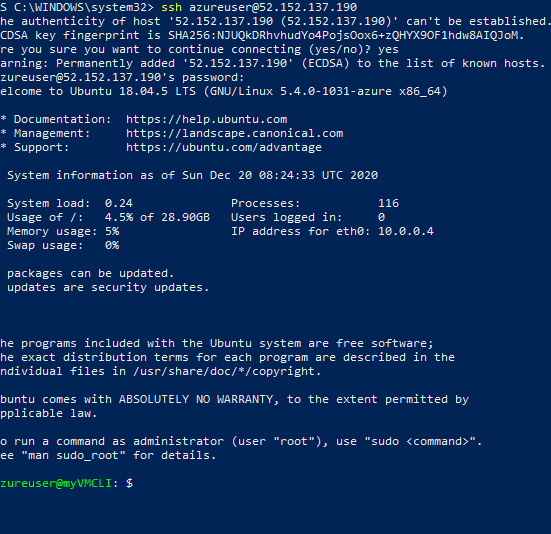 S C:\WINDOWS\system32> ssh azureuser@52.152.137.190
he authenticity of host '52.152.137.190 (52.152.137.190)' can't be established.
CDSA key fingerprint is SHA256:NJUQkDRhvhudYo4PojsOox6+zQHYX9OF1hdw8AIQJoM.
re you sure you want to continue connecting (yes/no)? yes
arning: Permanently added '52.152.137.190' (ECDSA) to the list of known hosts.
zureuser@52.152.137.190's password:
elcome to Ubuntu 18.04.5 LTS (GNU/Linux 5.4.0-1031-azure x86_64)
* Documentation:  https://help.ubuntu.com
* Management:     https://landscape.canonical.com
* Support:        https://ubuntu.com/advantage
System information as of Sun Dec 20 08:24:33 UTC 2020
System load:  0.24               Processes:           116
Usage of /:   4.5% of 28.90GB   Users logged in:     0
Memory usage: 5%                 IP address for eth0: 10.0.0.4
Swap usage:   0%
packages can be updated.
updates are security updates.
he programs included with the Ubuntu system are free software;
he exact distribution terms for each program are described in the
ndividual files in /usr/share/doc/*/copyright.
buntu comes with ABSOLUTELY NO WARRANTY, to the extent permitted by
pplicable law.
o run a command as administrator (user "root"), use "sudo <command>".
ee "man sudo_root" for details.
zureuser@myVMCLI: $